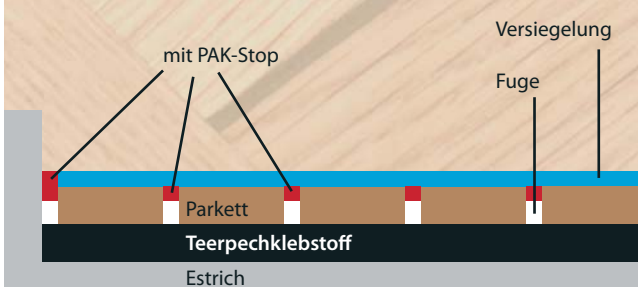 Versiegelung
mit PAK-Stop
Fuge
Parkett
Teerpechklebstoff
Estrich